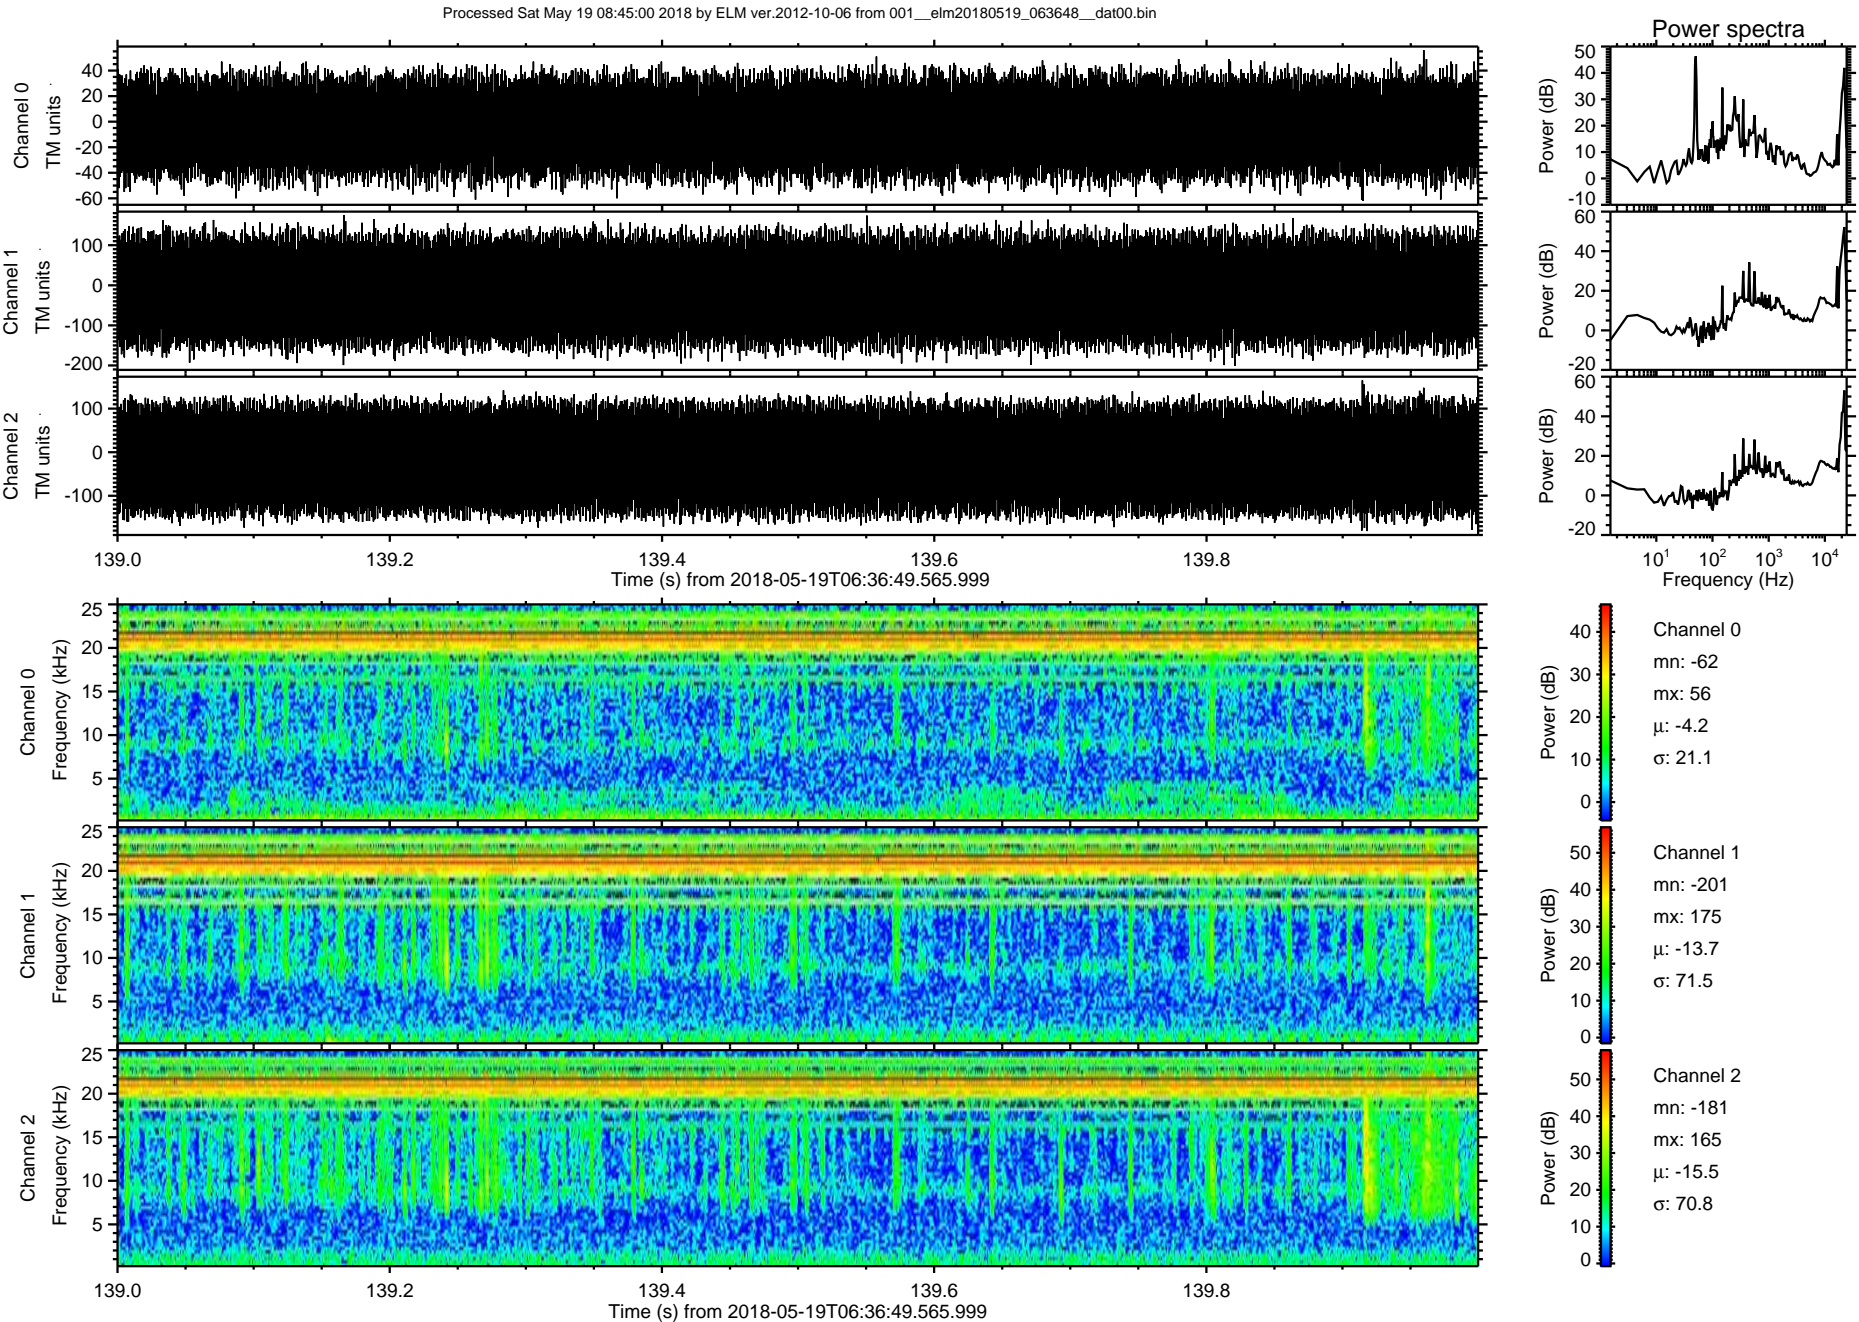 Processed Sat May 19 08:45:00 2018 by ELM ver.2012-10-06 from 001__elm20180519_063648__dat00.bin
Power spectra
Channel 0
TM units
40
20
0
-20
-40
-60
Power (dB)
50
40
30
20
10
0
-10
Channel 1
TM units
100
0
-100
-200
Power (dB)
60
40
20
0
-20
Channel 2
TM units
100
0
-100
Power (dB)
60
40
20
0
-20
139.0 139.2 139.4 139.6 139.8
Time (s) from 2018-05-19T06:36:49.565.999
10¹ 10² 10³ 10⁴
Frequency (Hz)
Channel 0
Frequency (kHz)
25
20
15
10
5
Power (dB)
40
30
20
10
0
Channel 0
mn: -62
mx: 56
μ: -4.2
σ: 21.1
Channel 1
Frequency (kHz)
25
20
15
10
5
Power (dB)
50
40
30
20
10
0
Channel 1
mn: -201
mx: 175
μ: -13.7
σ: 71.5
Channel 2
Frequency (kHz)
25
20
15
10
5
Power (dB)
50
40
30
20
10
0
Channel 2
mn: -181
mx: 165
μ: -15.5
σ: 70.8
139.0 139.2 139.4 139.6 139.8
Time (s) from 2018-05-19T06:36:49.565.999